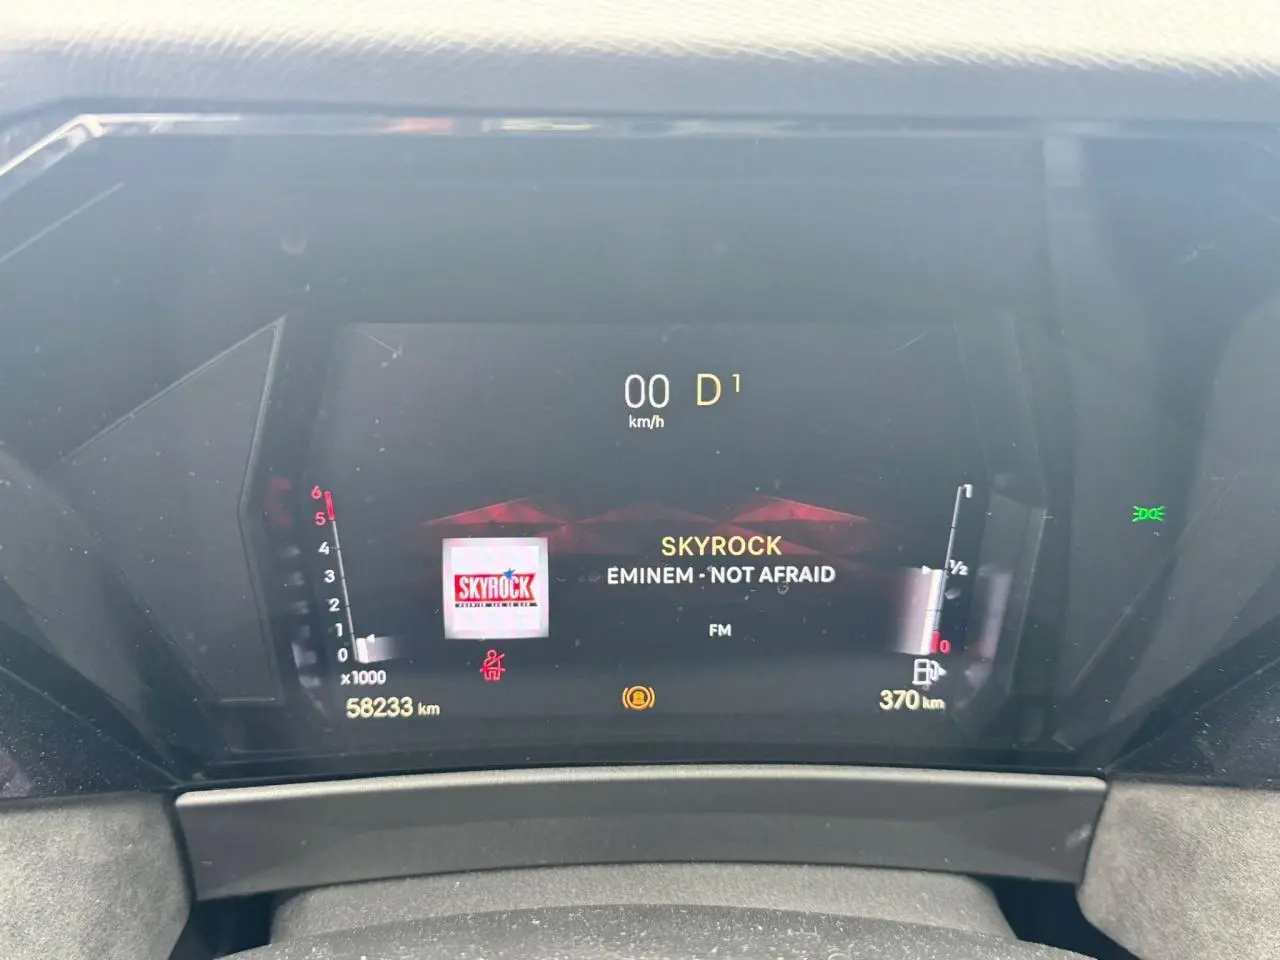 00 D 1
km/h
6
5
4
3
2
1
0
x1000
58233 km
SKYROCK
SKYROCK
EMINEM - NOT AFRAID
FM
1
1/2
0
370 km